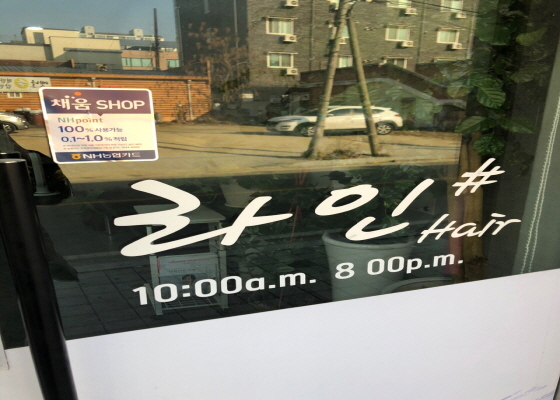 채움 SHOP
NHpoint
100% 사용가능
0.1~1.0% 적립
NH농협카드
라인 #
Hair
10:00a.m. 8 00p.m.